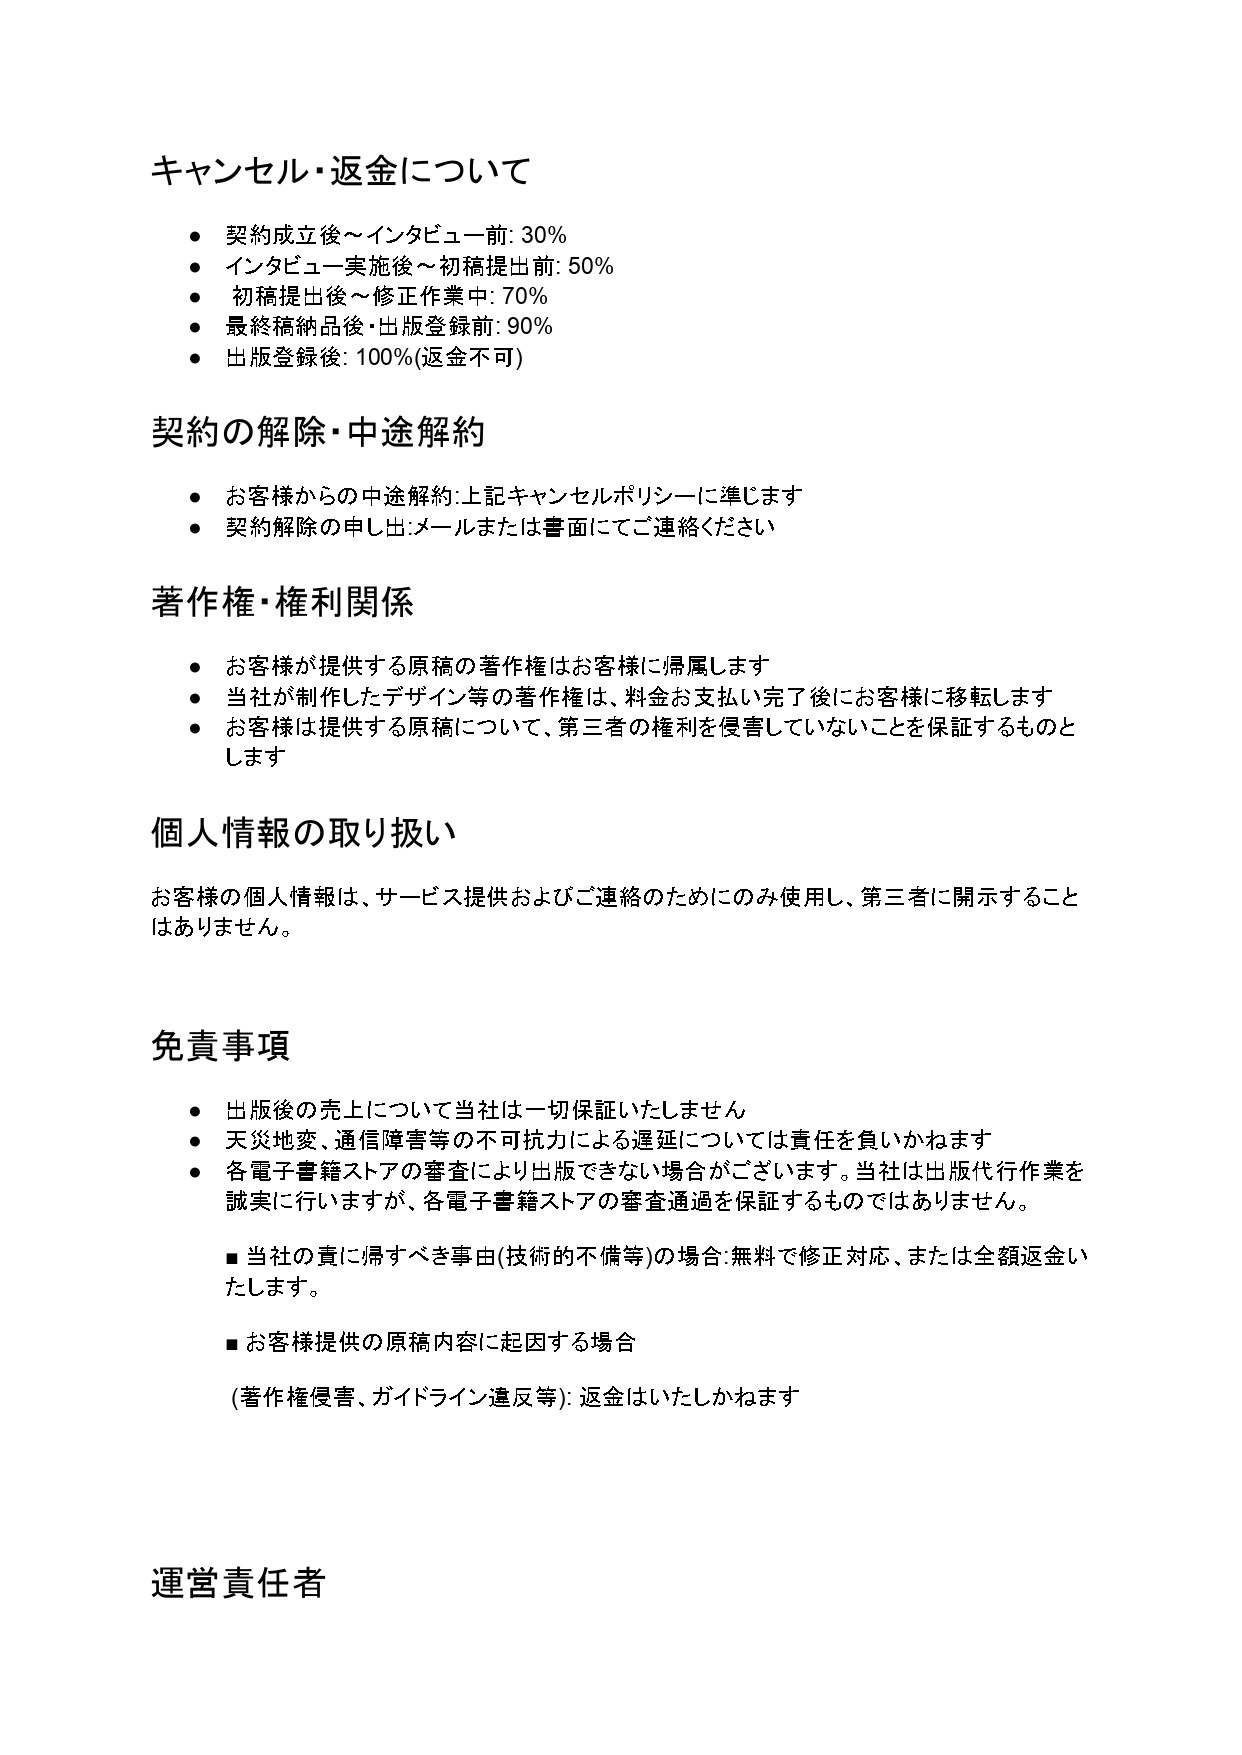 キャンセル・返金について
● 契約成立後～インタビュー前: 30%
● インタビュー実施後～初稿提出前: 50%
● 初稿提出後～修正作業中: 70%
● 最終稿納品後・出版登録前: 90%
● 出版登録後: 100%(返金不可)
契約の解除・中途解約
● お客様からの中途解約:上記キャンセルポリシーに準じます
● 契約解除の申し出:メールまたは書面にてご連絡ください
著作権・権利関係
● お客様が提供する原稿の著作権はお客様に帰属します
● 当社が制作したデザイン等の著作権は、料金お支払い完了後にお客様に移転します
● お客様は提供する原稿について、第三者の権利を侵害していないことを保証するものと
します
個人情報の取り扱い
お客様の個人情報は、サービス提供およびご連絡のためにのみ使用し、第三者に開示すること
はありません。
免責事項
● 出版後の売上について当社は一切保証いたしません
● 天災地変、通信障害等の不可抗力による遅延については責任を負いかねます
● 各電子書籍ストアの審査により出版できない場合がございます。当社は出版代行作業を
誠実に行いますが、各電子書籍ストアの審査通過を保証するものではありません。
■ 当社の責に帰すべき事由(技術的不備等)の場合:無料で修正対応、または全額返金い
たします。
■ お客様提供の原稿内容に起因する場合
(著作権侵害、ガイドライン違反等): 返金はいたしかねます
運営責任者